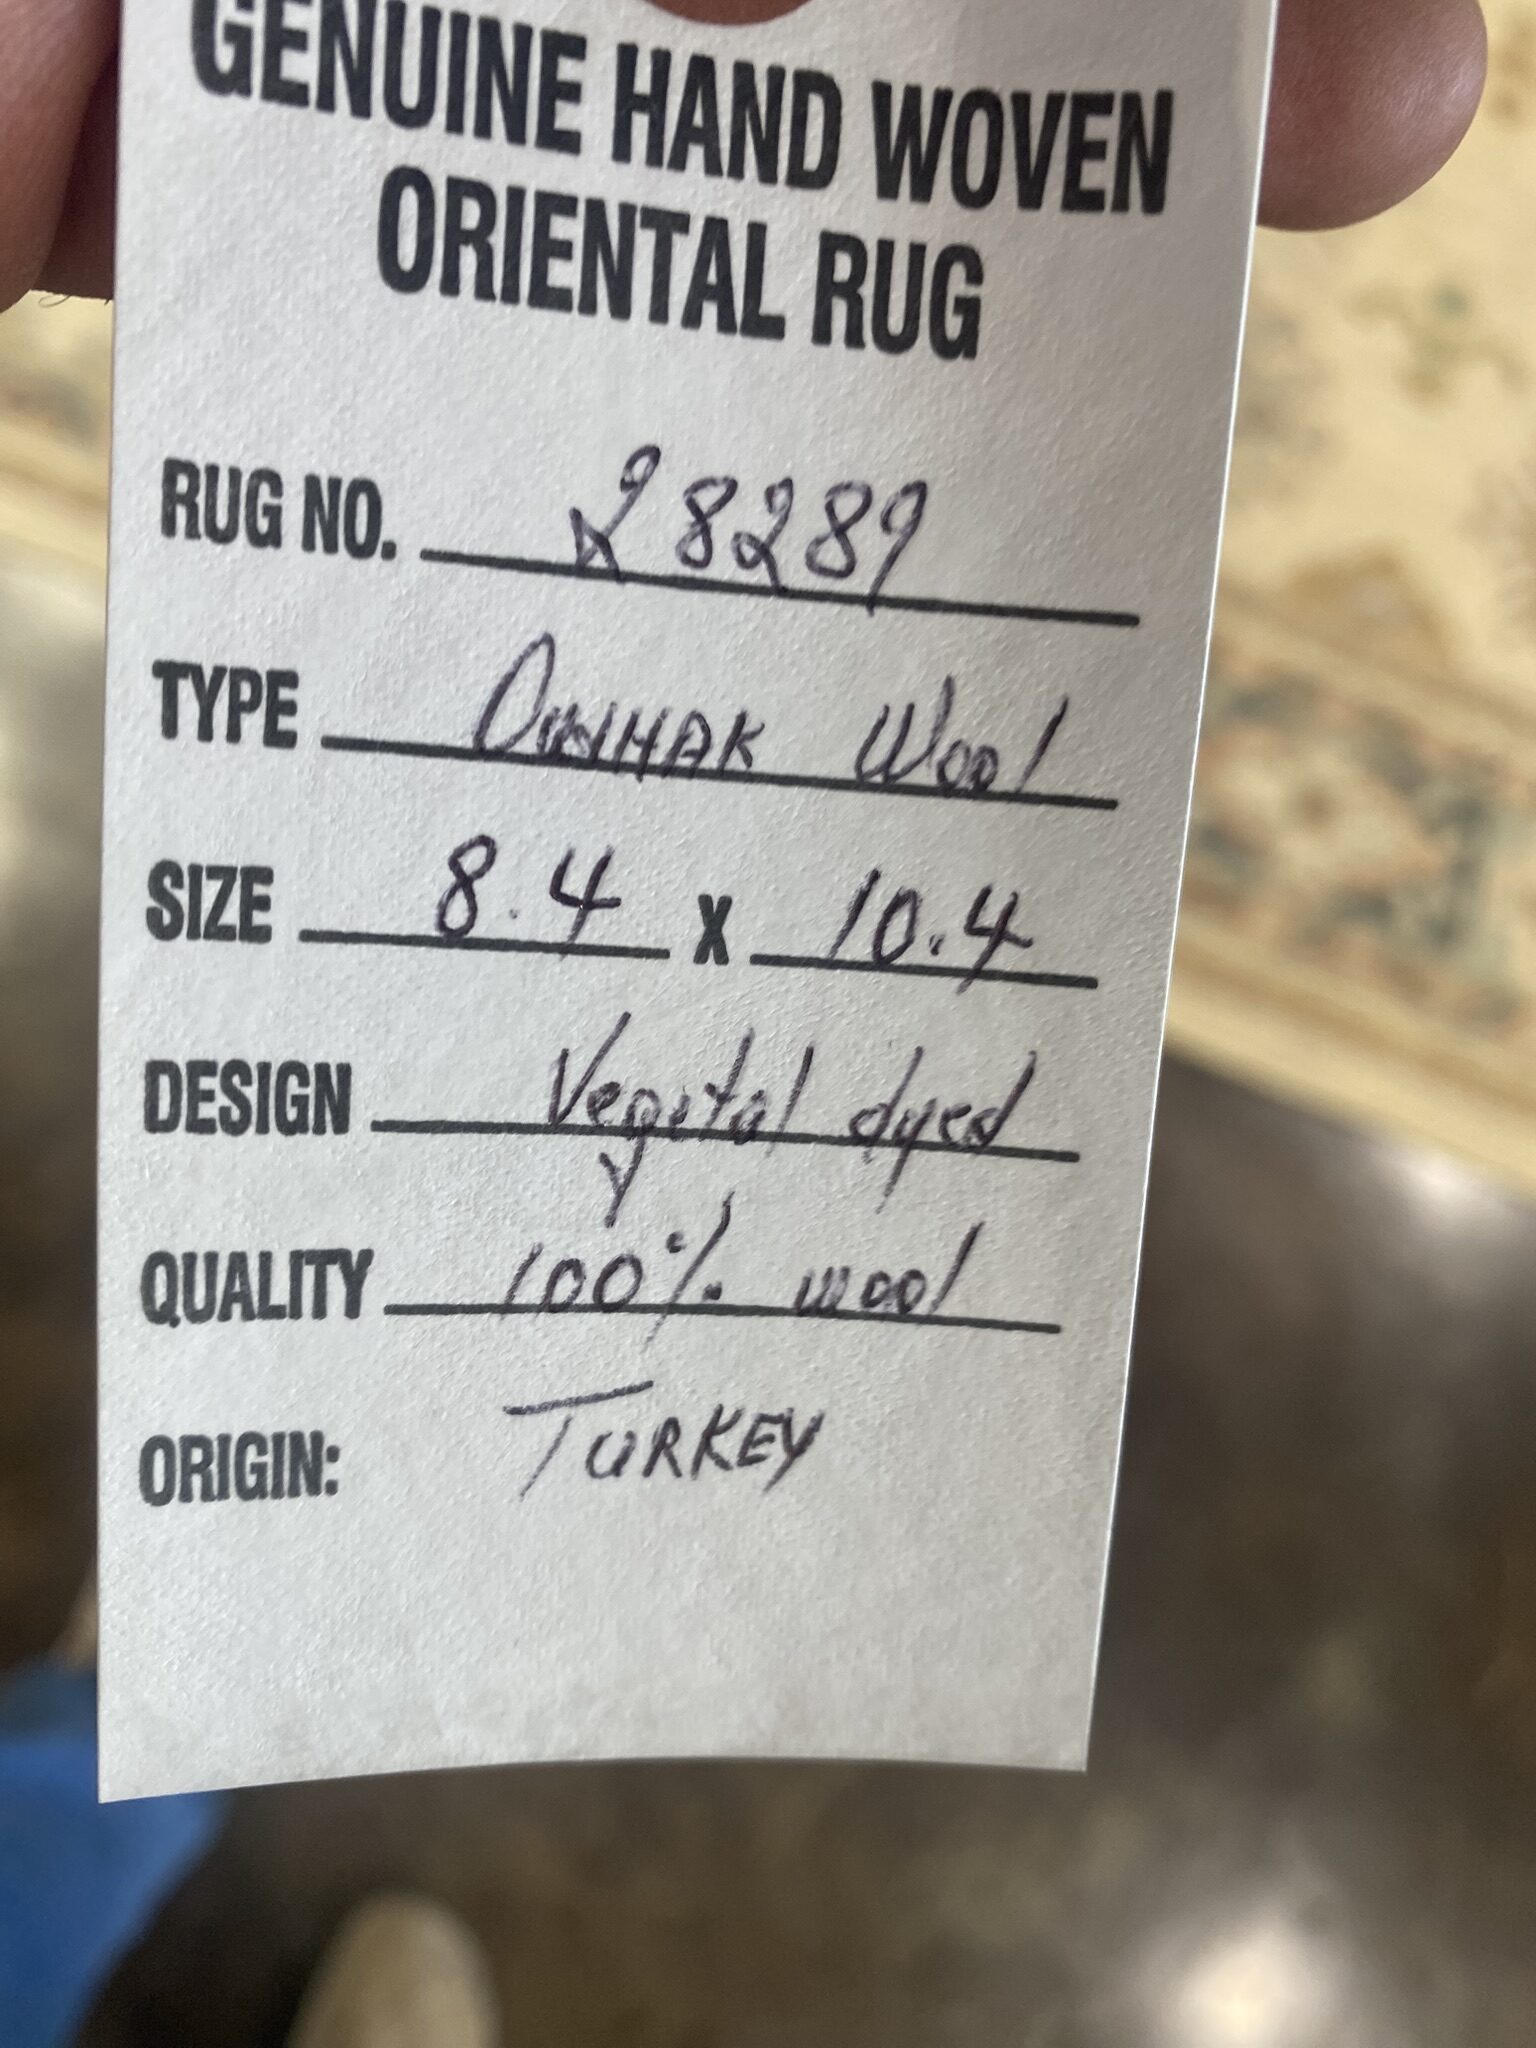 GENUINE HAND WOVEN
ORIENTAL RUG
RUG NO. 28289
TYPE Wool
SIZE 8.4 X 10.4
DESIGN Vegetal dyed
QUALITY 100% wool
ORIGIN: TURKEY